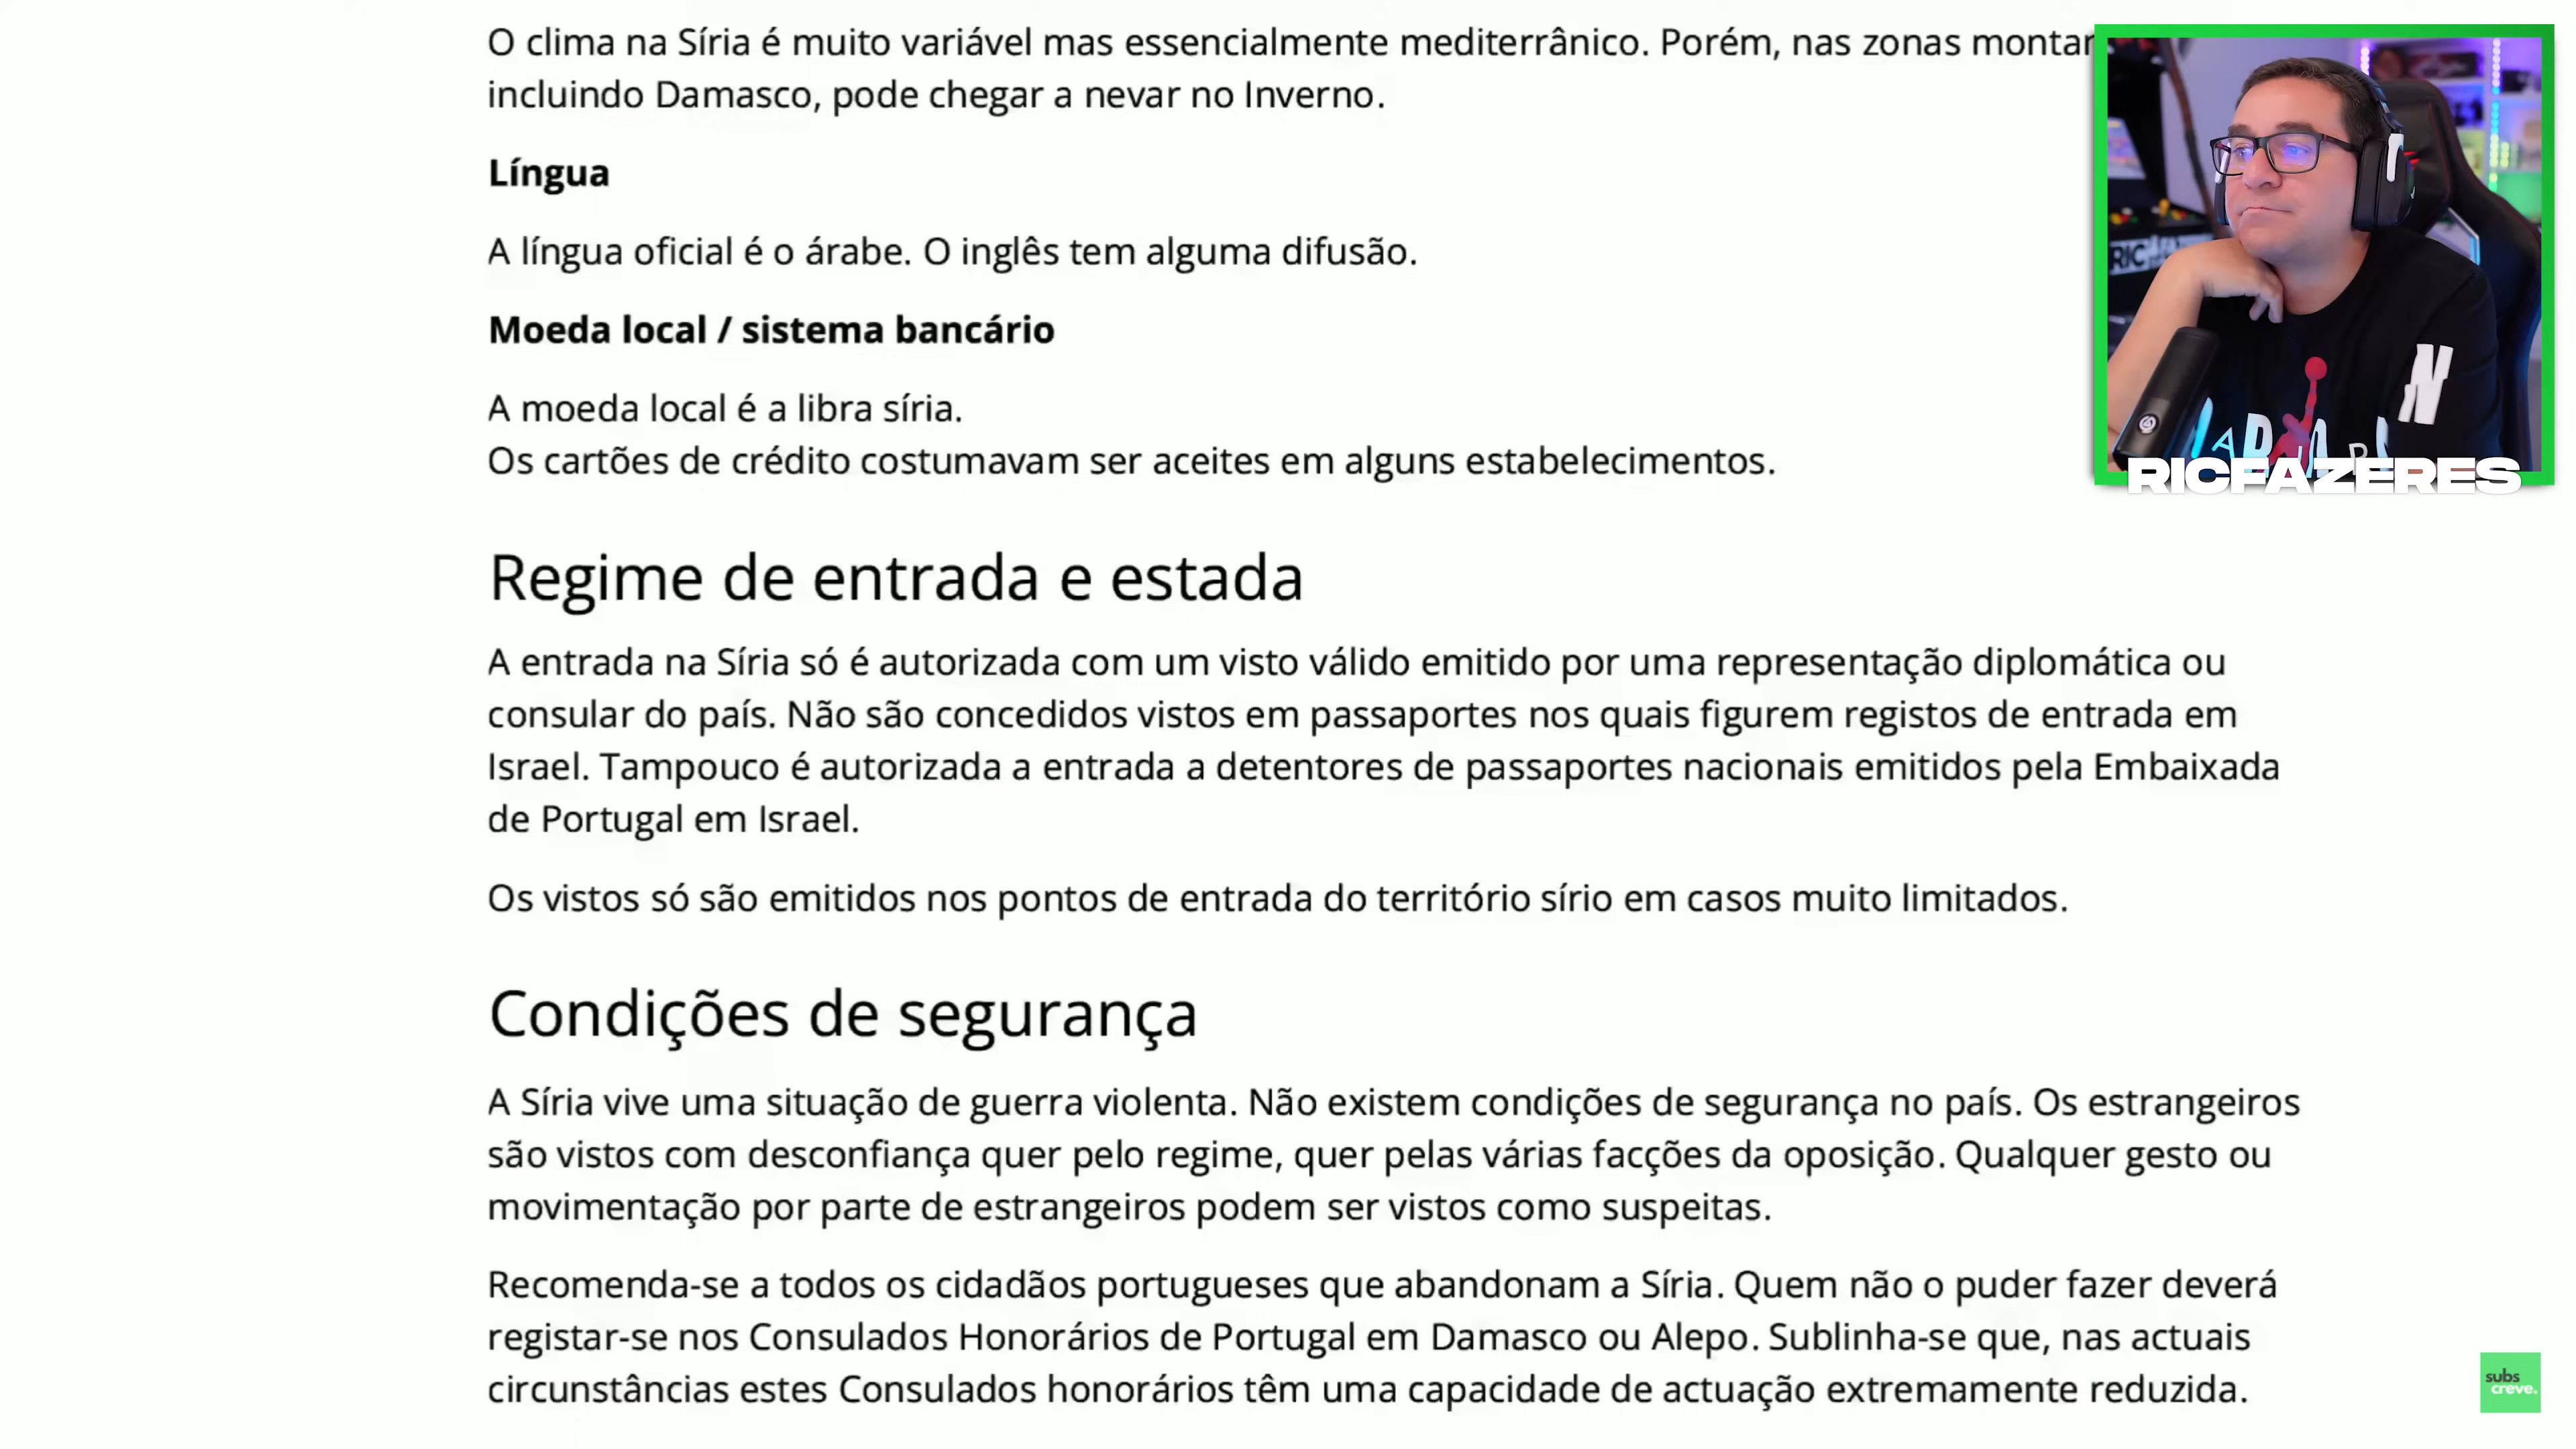 O clima na Síria é muito variável mas essencialmente mediterrânico. Porém, nas zonas
incluindo Damasco, pode chegar a nevar no Inverno.
Língua
A língua oficial é o árabe. O inglês tem alguma difusão.
Moeda local / sistema bancário
A moeda local é a libra síria.
Os cartões de crédito costumavam ser aceites em alguns estabelecimentos.
RICFAZERES
Regime de entrada e estada
A entrada na Síria só é autorizada com um visto válido emitido por uma representação diplomática ou
consular do país. Não são concedidos vistos em passaportes nos quais figurem registos de entrada em
Israel. Tampouco é autorizada a entrada a detentores de passaportes nacionais emitidos pela Embaixada
de Portugal em Israel.
Os vistos só são emitidos nos pontos de entrada do território sírio em casos muito limitados.
Condições de segurança
A Síria vive uma situação de guerra violenta. Não existem condições de segurança no país. Os estrangeiros
são vistos com desconfiança quer pelo regime, quer pelas várias facções da oposição. Qualquer gesto ou
movimentação por parte de estrangeiros podem ser vistos como suspeitas.
Recomenda-se a todos os cidadãos portugueses que abandonam a Síria. Quem não o puder fazer deverá
registar-se nos Consulados Honorários de Portugal em Damasco ou Alepo. Sublinha-se que, nas actuais
circunstâncias estes Consulados honorários têm uma capacidade de actuação extremamente reduzida.
subs
creve.